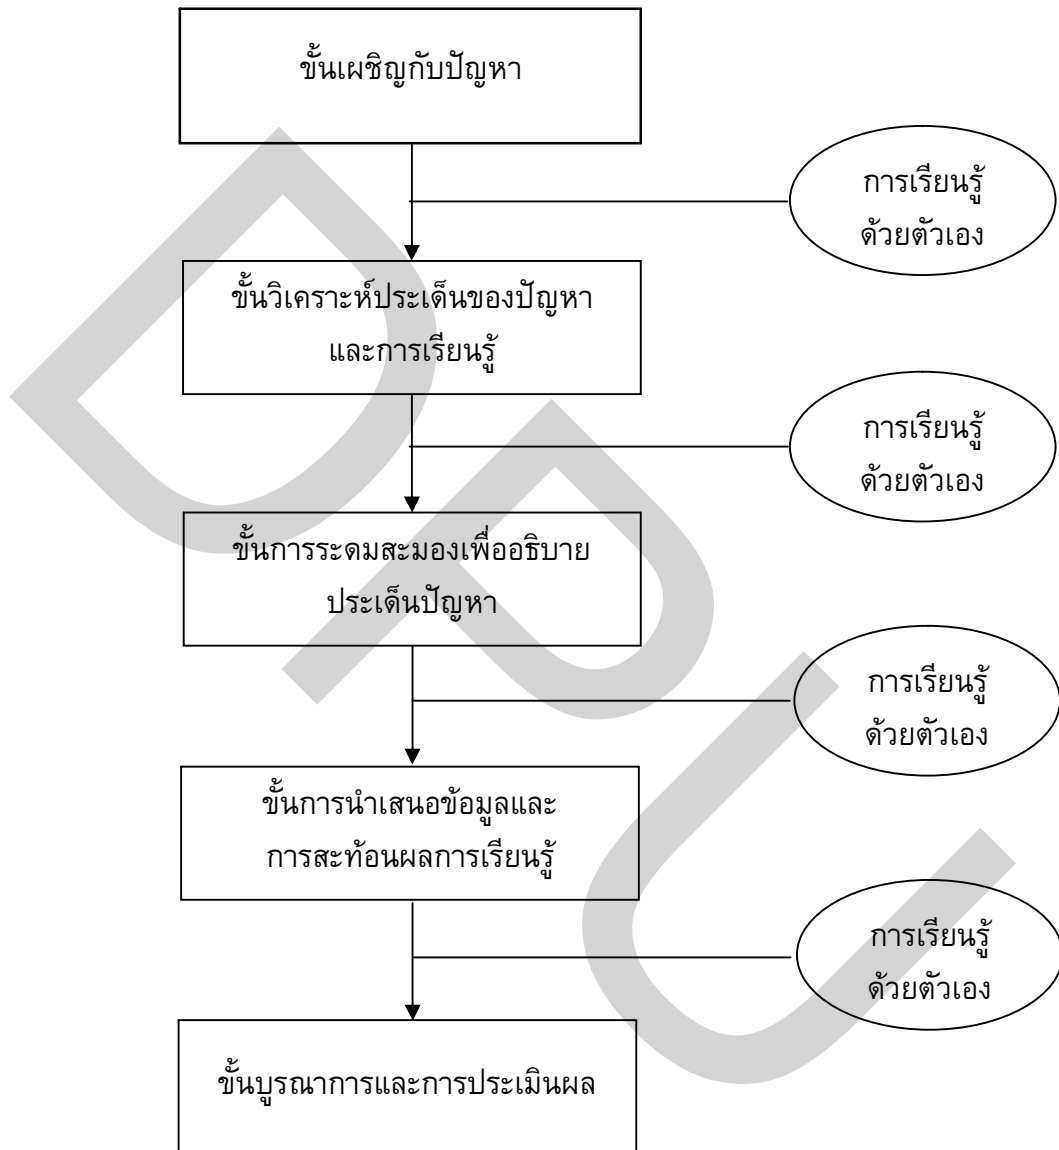 ขั้นเผชิญกับปัญหา
การเรียนรู้
ด้วยตัวเอง
ขั้นวิเคราะห์ประเด็นของปัญหา
และการเรียนรู้
การเรียนรู้
ด้วยตัวเอง
ขั้นการระดมสะมองเพื่ออธิบาย
ประเด็นปัญหา
การเรียนรู้
ด้วยตัวเอง
ขั้นการนำเสนอข้อมูลและ
การสะท้อนผลการเรียนรู้
การเรียนรู้
ด้วยตัวเอง
ขั้นบูรณาการและการประเมินผล
DPU